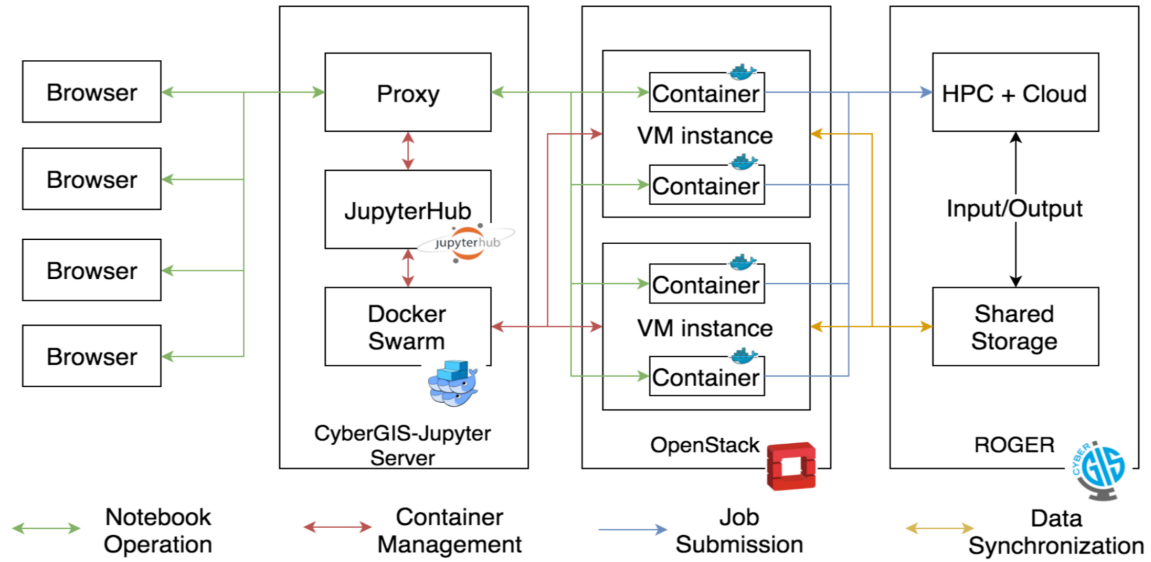 Browser
Browser
Browser
Browser
Proxy
JupyterHub
jupyterhub
Docker
Swarm
CyberGIS-Jupyter
Server
Container
VM instance
Container
Container
VM instance
Container
OpenStack
HPC + Cloud
Input/Output
Shared
Storage
ROGER
CYBER
GIS
Notebook
Operation
Container
Management
Job
Submission
Data
Synchronization